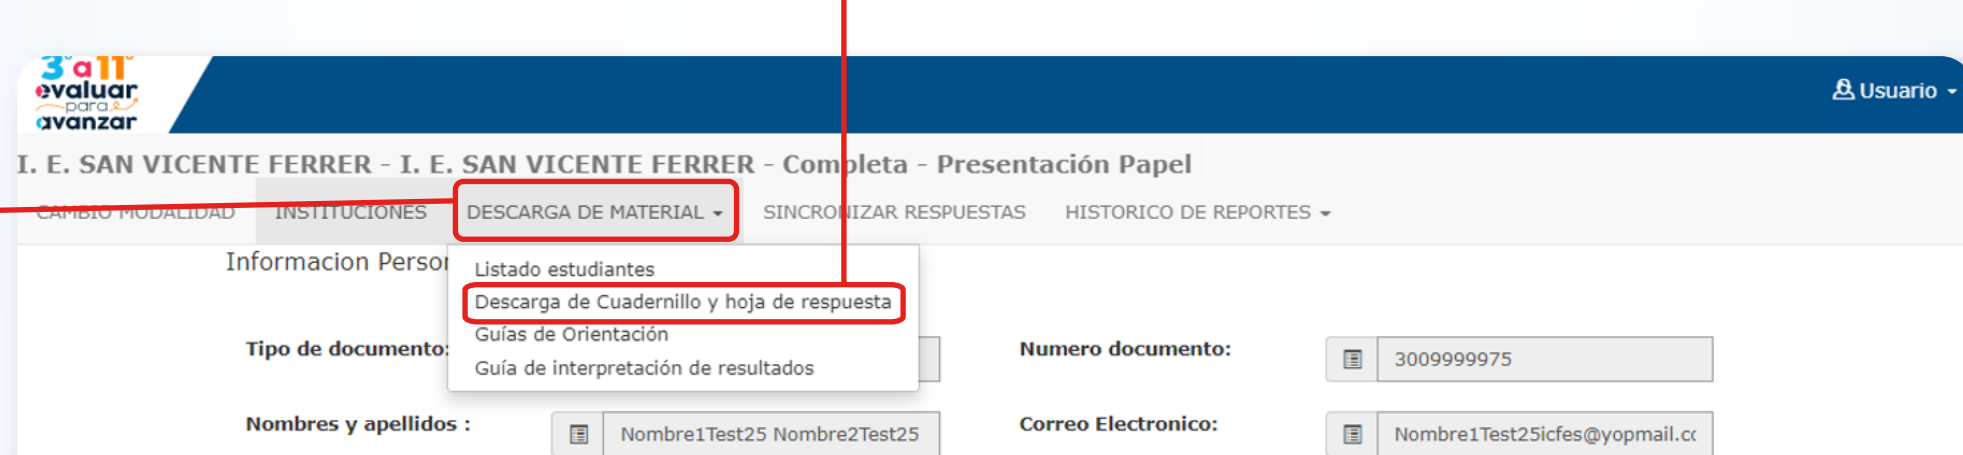 3°a11°
evaluar
para
avanzar
Usuario
I. E. SAN VICENTE FERRER - I. E. SAN VICENTE FERRER - Completa - Presentación Papel
CAMBIO MODALIDAD INSTITUCIONES DESCARGA DE MATERIAL SINCRONIZAR RESPUESTAS HISTORICO DE REPORTES
Informacion Person
Listado estudiantes
Descarga de Cuadernillo y hoja de respuesta
Guías de Orientación
Guía de interpretación de resultados
Tipo de documento:
Numero documento: 3009999975
Nombres y apellidos : Nombre1Test25 Nombre2Test25
Correo Electronico: Nombre1Test25icfes@yopmail.cc